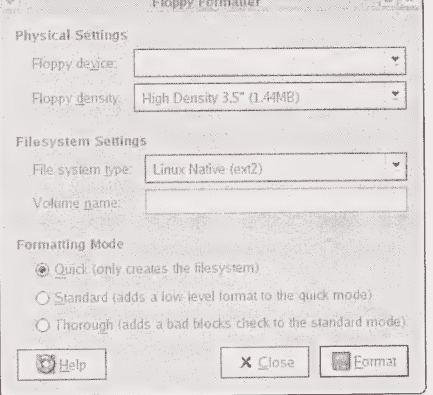 Floppy Formatter
Physical Settings
Floppy device:
Floppy density: High Density 3.5" (1.44MB)
Filesystem Settings
File system type: Linux Native (ext2)
Volume name:
Formatting Mode
Quick (only creates the filesystem)
Standard (adds a low level format to the quick mode)
Thorough (adds a bad blocks check to the standard mode)
Help Close Format